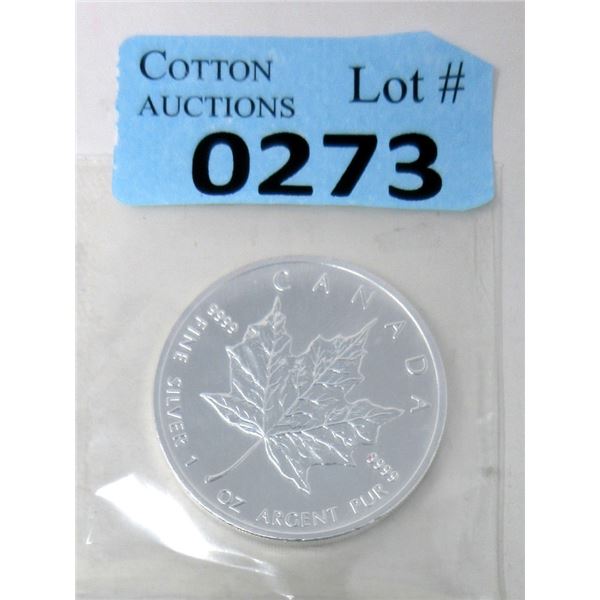 COTTON
AUCTIONS
Lot #
0273
CANADA
9999
FINE SILVER 1 OZ ARGENT PUR
9999